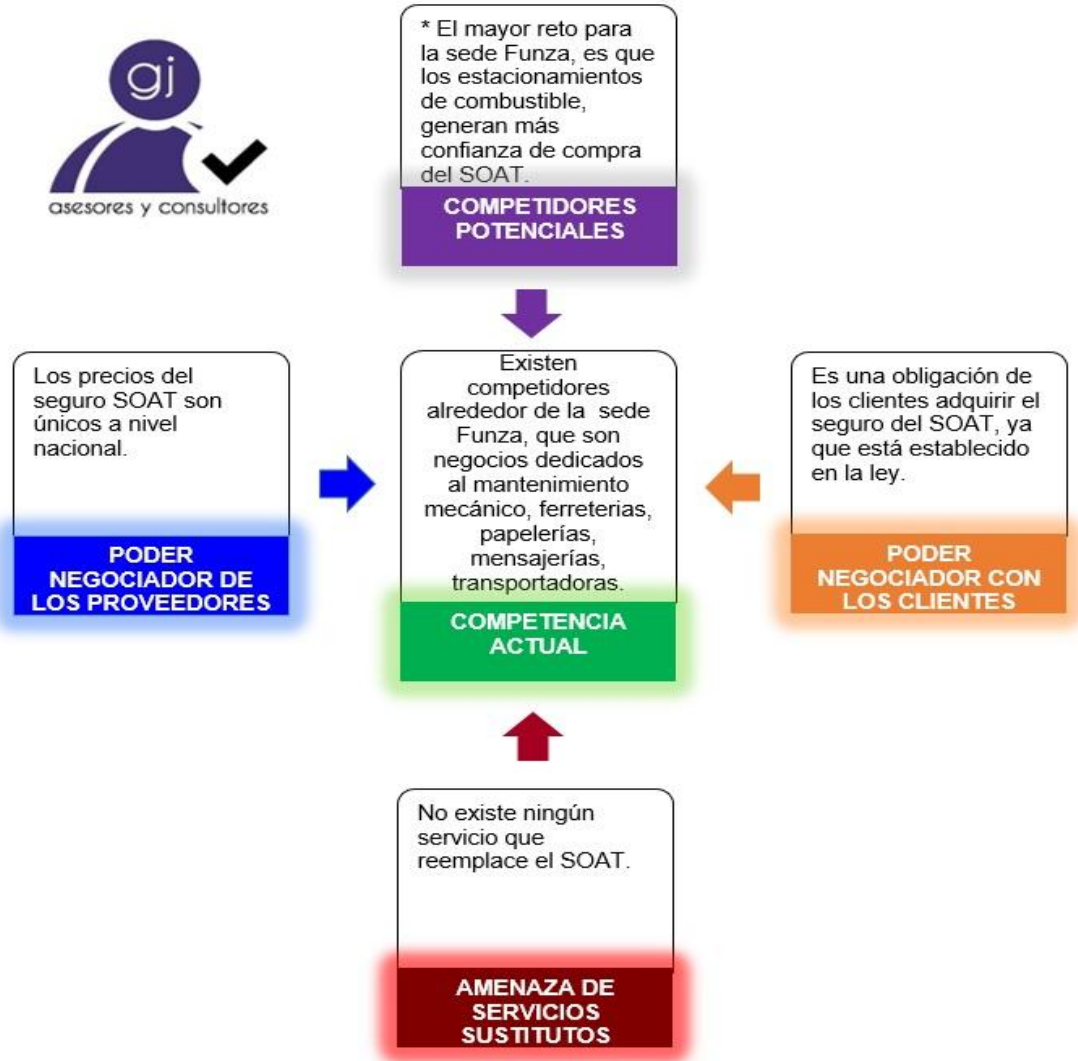 gj
asesores y consultores
* El mayor reto para
la sede Funza, es que
los estacionamientos
de combustible,
generan más
confianza de compra
del SOAT.
COMPETIDORES
POTENCIALES
Los precios del
seguro SOAT son
únicos a nivel
nacional.
PODER
NEGOCIADOR DE
LOS PROVEEDORES
Existen
competidores
alrededor de la sede
Funza, que son
negocios dedicados
al mantenimiento
mecánico, ferreterias,
papelerías,
mensajerías,
transportadoras.
COMPETENCIA
ACTUAL
Es una obligación de
los clientes adquirir el
seguro del SOAT, ya
que está establecido
en la ley.
PODER
NEGOCIADOR CON
LOS CLIENTES
No existe ningún
servicio que
reemplace el SOAT.
AMENAZA DE
SERVICIOS
SUSTITUTOS